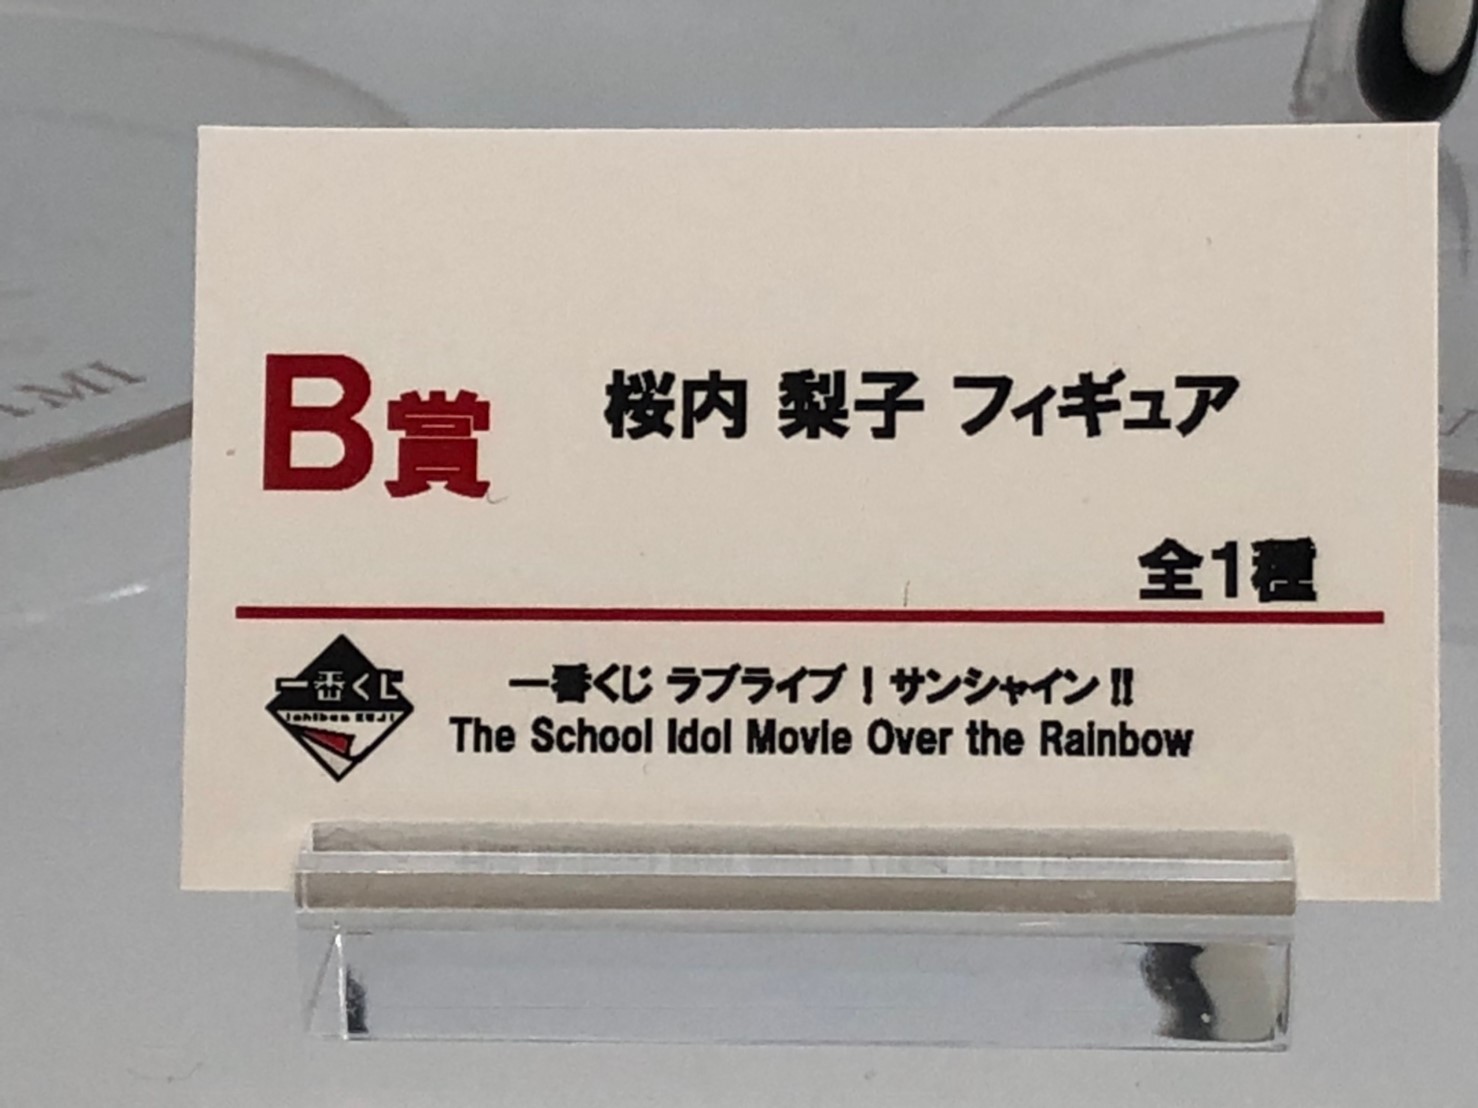 B賞
桜内 梨子 フィギュア
全1種
一番くじ
Ichiban KUJI
一番くじ ラブライブ！サンシャイン!!
The School Idol Movie Over the Rainbow